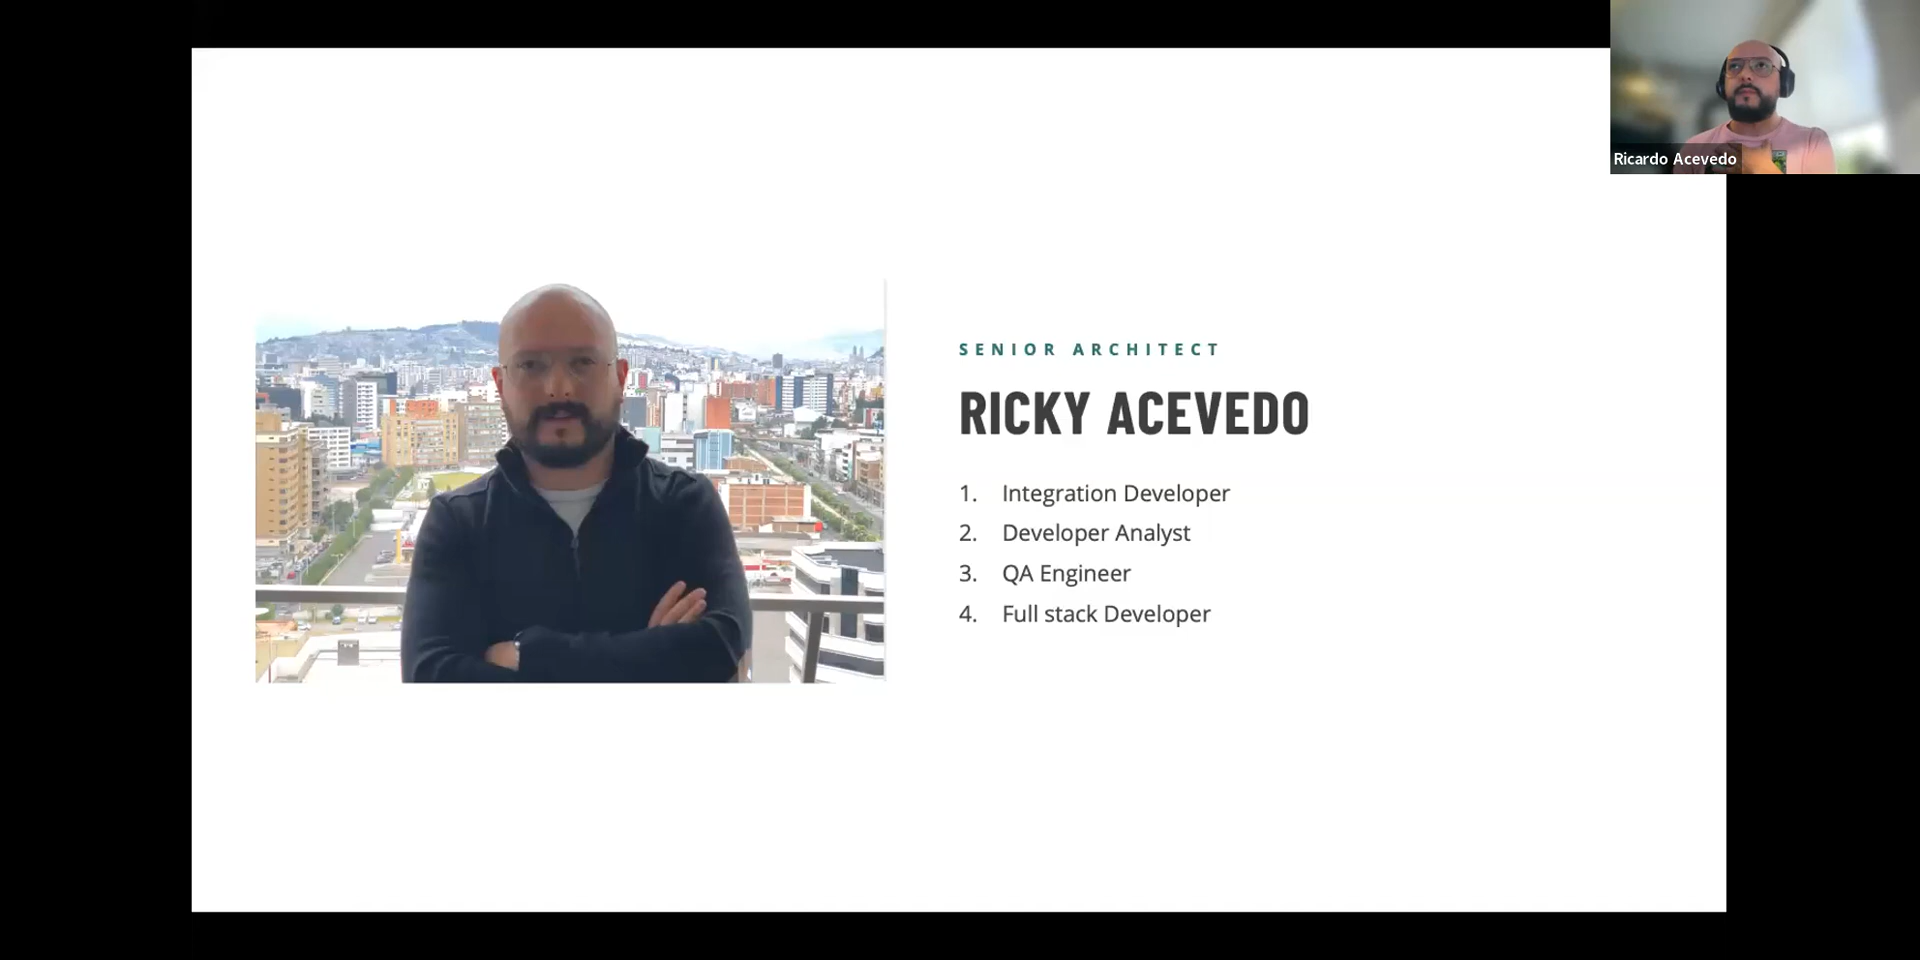 Ricardo Acevedo
SENIOR ARCHITECT
RICKY ACEVEDO
1. Integration Developer
2. Developer Analyst
3. QA Engineer
4. Full stack Developer